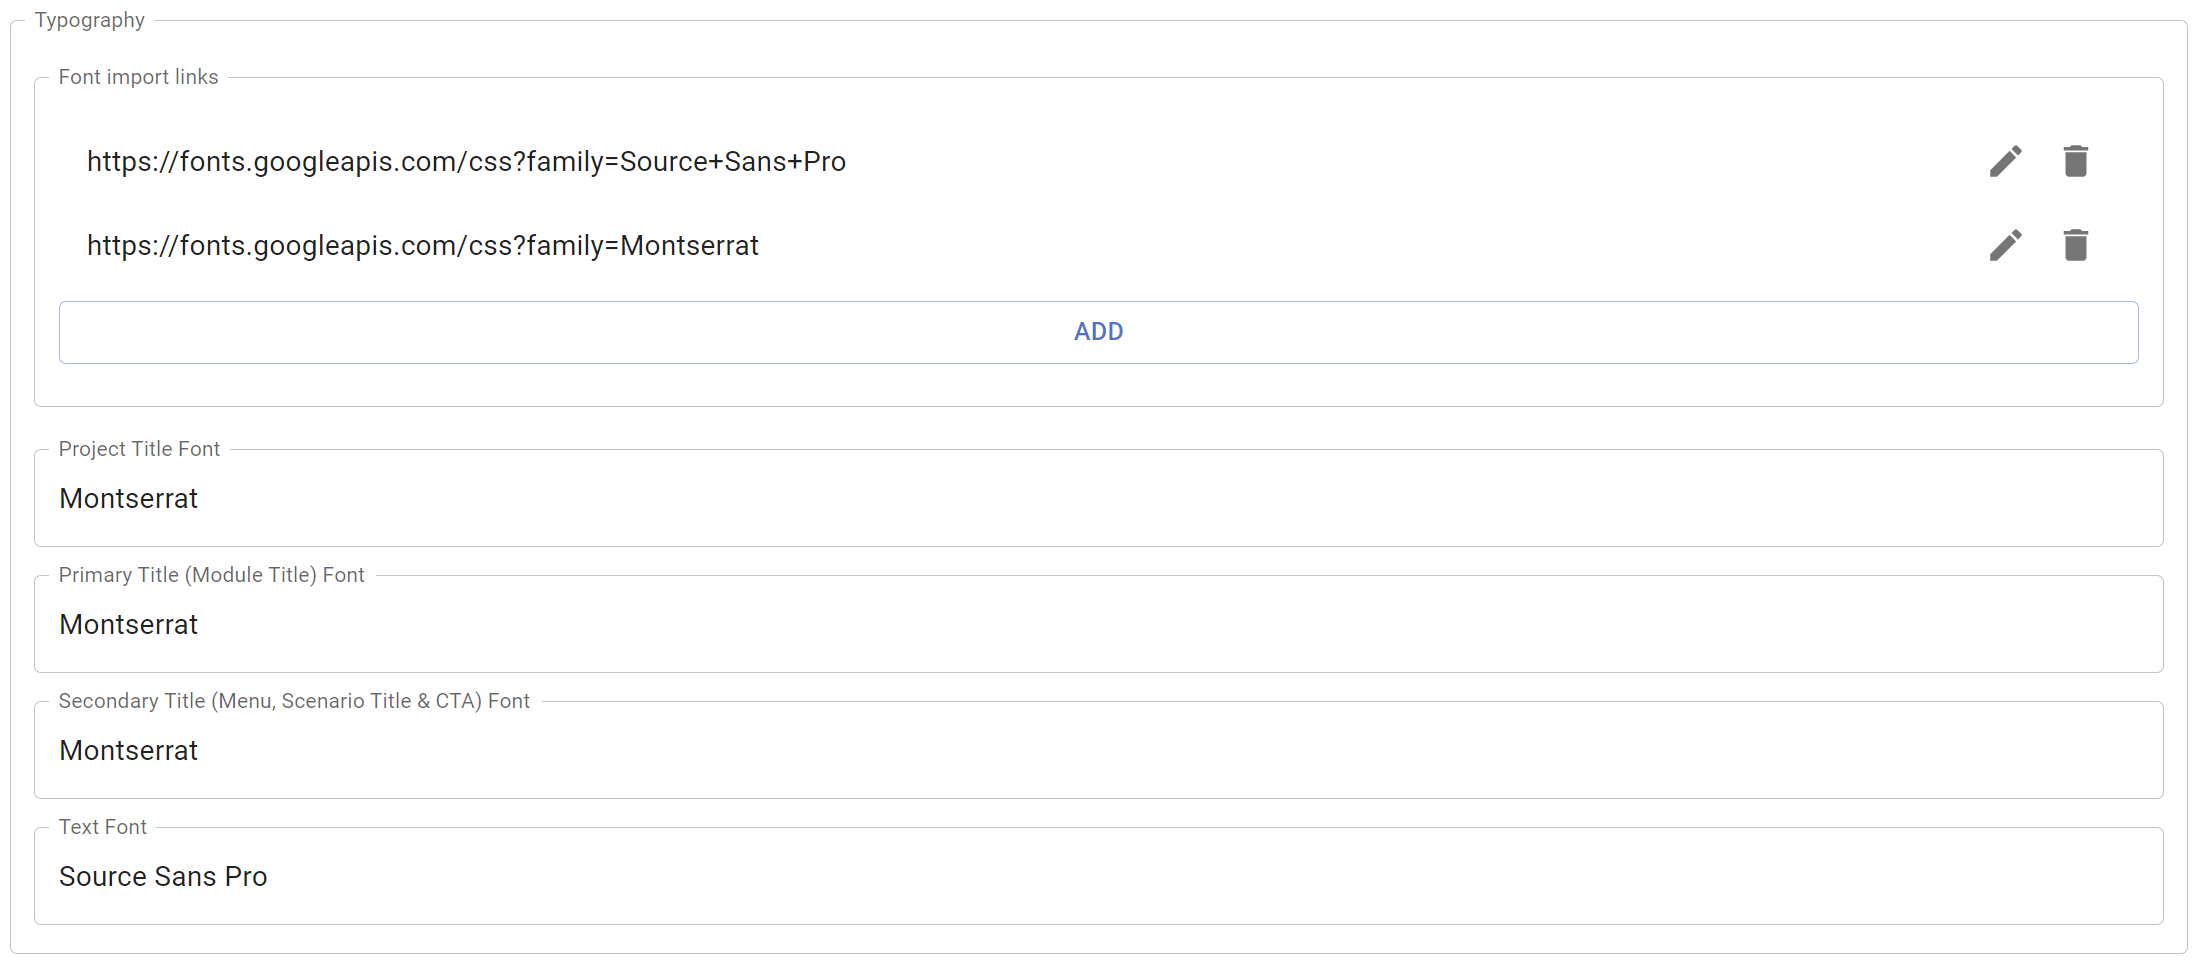 Typography
Font import links
https://fonts.googleapis.com/css?family=Source+Sans+Pro
https://fonts.googleapis.com/css?family=Montserrat
ADD
Project Title Font
Montserrat
Primary Title (Module Title) Font
Montserrat
Secondary Title (Menu, Scenario Title & CTA) Font
Montserrat
Text Font
Source Sans Pro